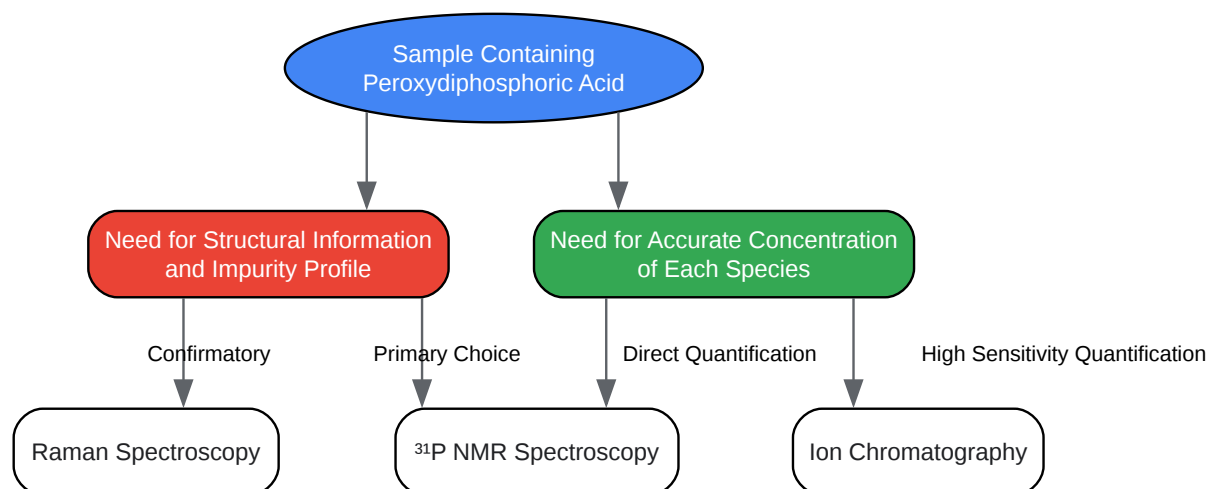 Sample Containing
Peroxydiphosphoric Acid
Need for Structural Information
and Impurity Profile
Need for Accurate Concentration
of Each Species
Confirmatory
Primary Choice
Direct Quantification
High Sensitivity Quantification
Raman Spectroscopy
³¹P NMR Spectroscopy
Ion Chromatography